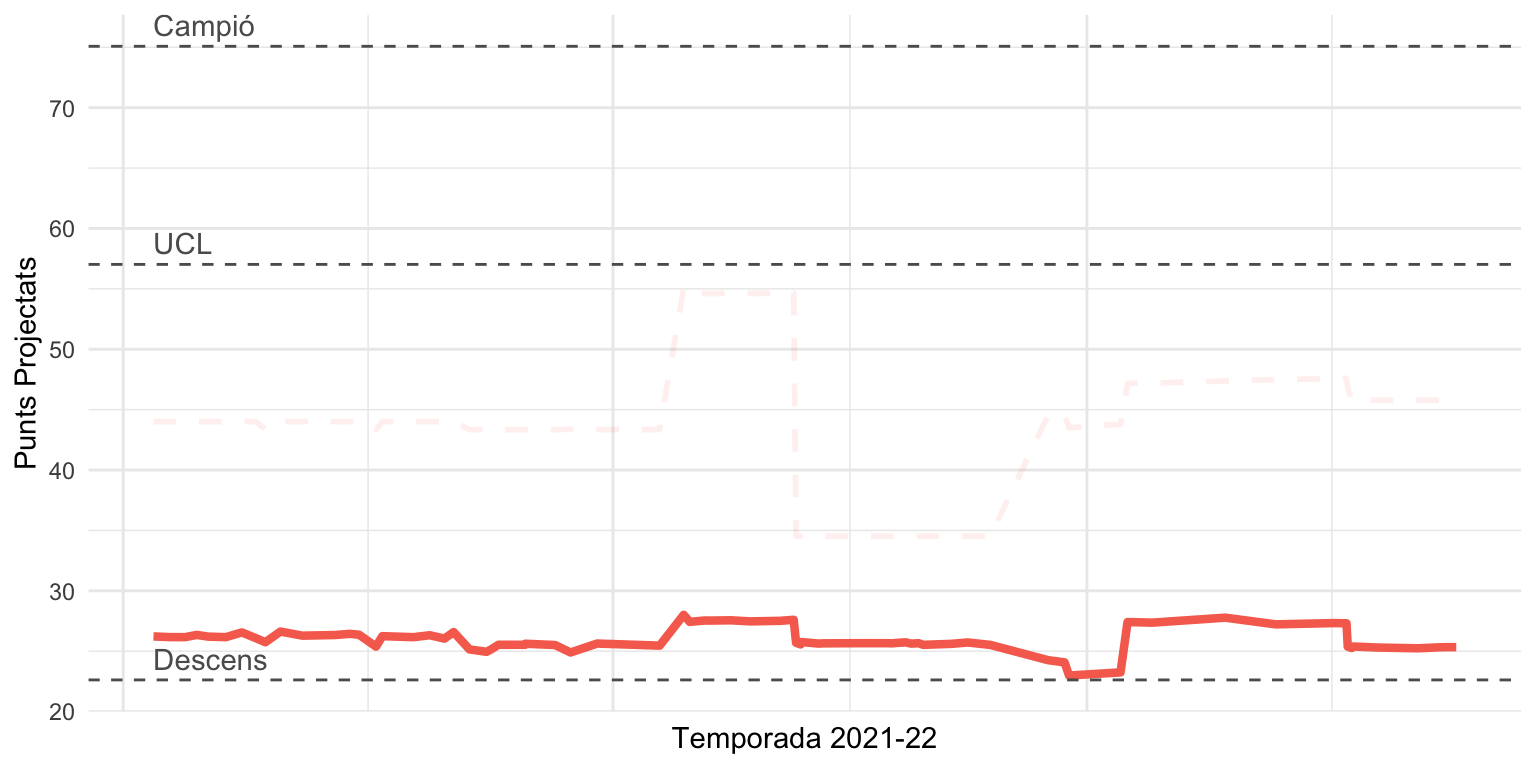 Campió
70
60
UCL
50
Punts Projectats
40
30
Descens
20
Temporada 2021-22